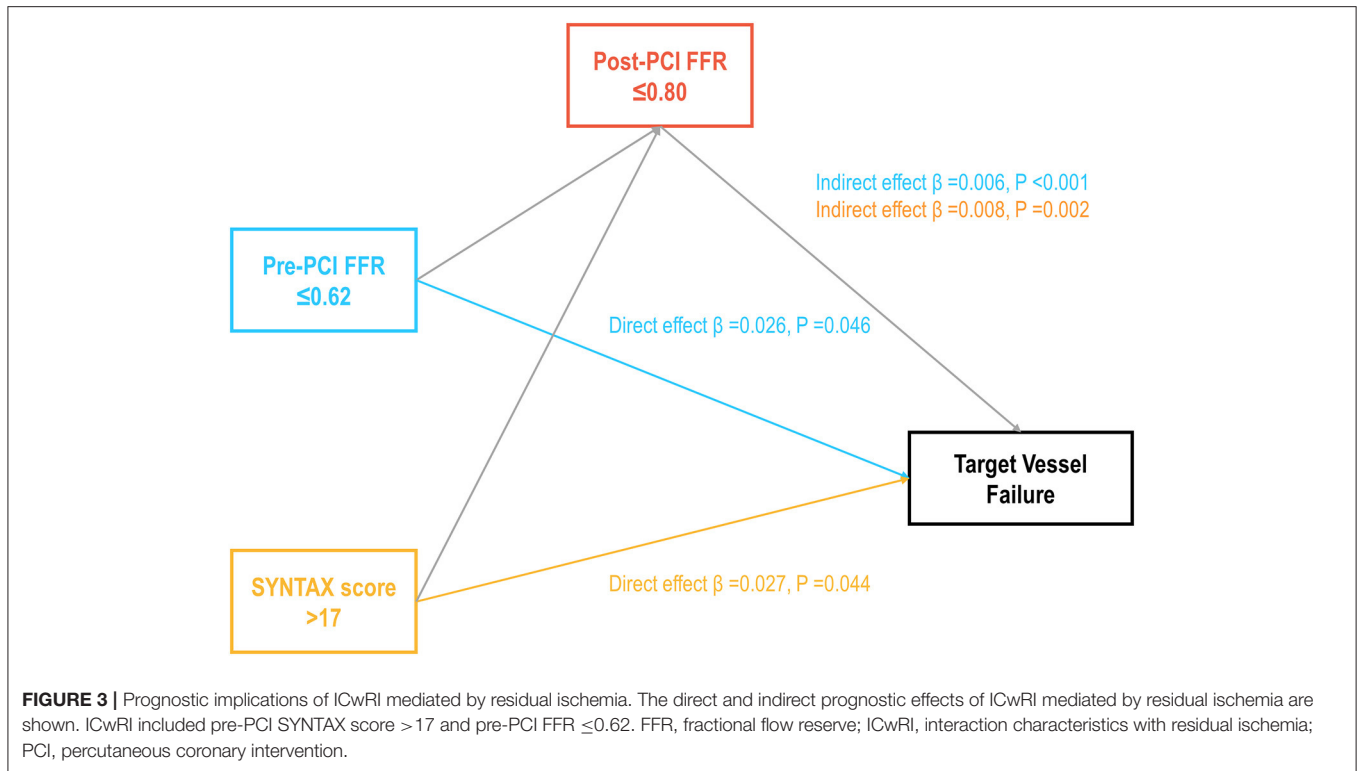 Post-PCI FFR
≤0.80
Indirect effect β =0.006, P <0.001
Indirect effect β =0.008, P =0.002
Pre-PCI FFR
≤0.62
Direct effect β =0.026, P =0.046
Target Vessel
Failure
SYNTAX score
>17
Direct effect β =0.027, P =0.044
FIGURE 3 | Prognostic implications of ICwRI mediated by residual ischemia. The direct and indirect prognostic effects of ICwRI mediated by residual ischemia are
shown. ICwRI included pre-PCI SYNTAX score >17 and pre-PCI FFR ≤0.62. FFR, fractional flow reserve; ICwRI, interaction characteristics with residual ischemia;
PCI, percutaneous coronary intervention.